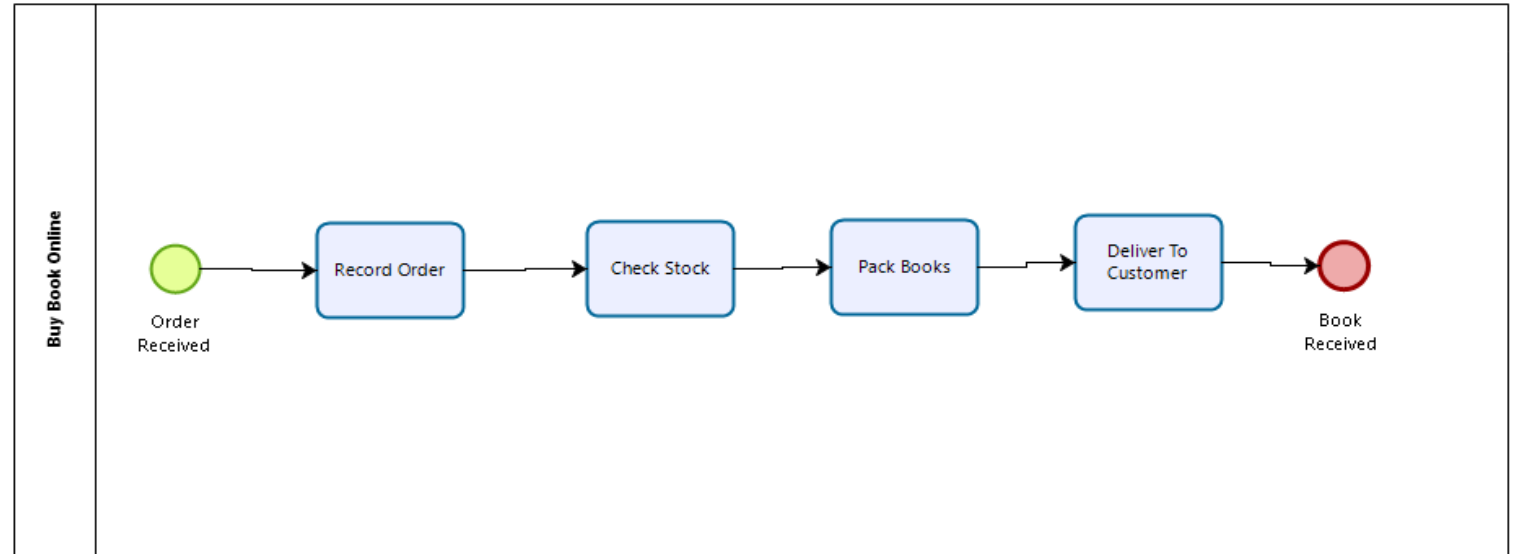 Buy Book Online
Order
Received
Record Order
Check Stock
Pack Books
Deliver To
Customer
Book
Received